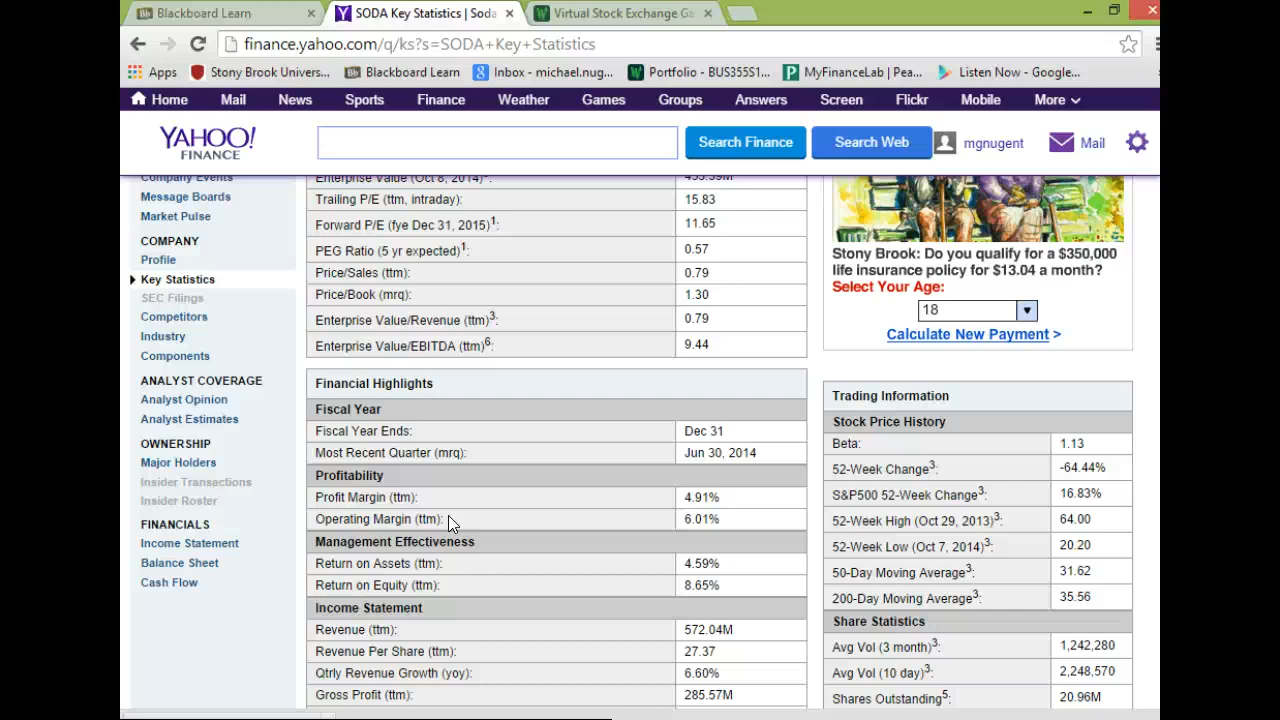 Blackboard Learn × SODA Key Statistics | Soda × Virtual Stock Exchange Ga ×
finance.yahoo.com/q/ks?s=SODA+Key+Statistics
Apps Stony Brook Univers... Blackboard Learn Inbox - michael.nug... Portfolio - BUS355S1... MyFinanceLab | Pea... Listen Now - Google...
Home Mail News Sports Finance Weather Games Groups Answers Screen Flickr Mobile More
YAHOO! FINANCE
Search Finance Search Web mgnugent Mail
Company Events
Message Boards
Market Pulse
COMPANY
Profile
Key Statistics
SEC Filings
Competitors
Industry
Components
ANALYST COVERAGE
Analyst Opinion
Analyst Estimates
OWNERSHIP
Major Holders
Insider Transactions
Insider Roster
FINANCIALS
Income Statement
Balance Sheet
Cash Flow
Enterprise Value (Oct 8, 2014)
Trailing P/E (ttm, intraday): 15.83
Forward P/E (fye Dec 31, 2015)1: 11.65
PEG Ratio (5 yr expected)1: 0.57
Price/Sales (ttm): 0.79
Price/Book (mrq): 1.30
Enterprise Value/Revenue (ttm)3: 0.79
Enterprise Value/EBITDA (ttm)6: 9.44
Financial Highlights
Fiscal Year
Fiscal Year Ends: Dec 31
Most Recent Quarter (mrq): Jun 30, 2014
Profitability
Profit Margin (ttm): 4.91%
Operating Margin (ttm): 6.01%
Management Effectiveness
Return on Assets (ttm): 4.59%
Return on Equity (ttm): 8.65%
Income Statement
Revenue (ttm): 572.04M
Revenue Per Share (ttm): 27.37
Qtrly Revenue Growth (yoy): 6.60%
Gross Profit (ttm): 285.57M
Stony Brook: Do you qualify for a $350,000
life insurance policy for $13.04 a month?
Select Your Age:
18
Calculate New Payment >
Trading Information
Stock Price History
Beta: 1.13
52-Week Change3: -64.44%
S&P500 52-Week Change3: 16.83%
52-Week High (Oct 29, 2013)3: 64.00
52-Week Low (Oct 7, 2014)3: 20.20
50-Day Moving Average3: 31.62
200-Day Moving Average3: 35.56
Share Statistics
Avg Vol (3 month)3: 1,242,280
Avg Vol (10 day)3: 2,248,570
Shares Outstanding5: 20.96M